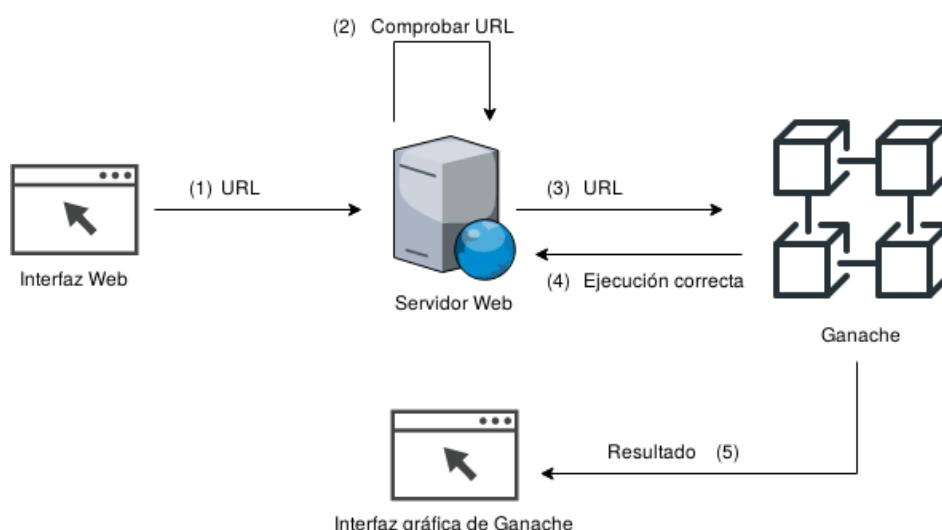 (2) Comprobar URL
(1) URL
(3) URL
Interfaz Web
(4) Ejecución correcta
Servidor Web
Ganache
Resultado (5)
Interfaz gráfica de Ganache